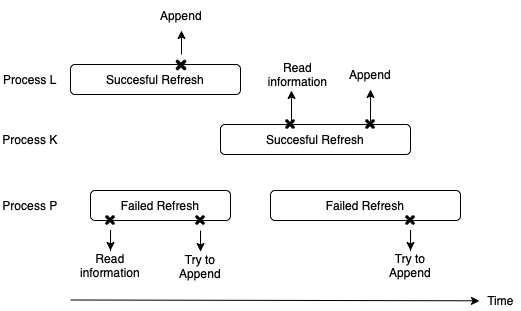 Append
Process L
Succesful Refresh
Read
information
Append
Process K
Succesful Refresh
Process P
Failed Refresh
Failed Refresh
Read
information
Try to
Append
Try to
Append
Time